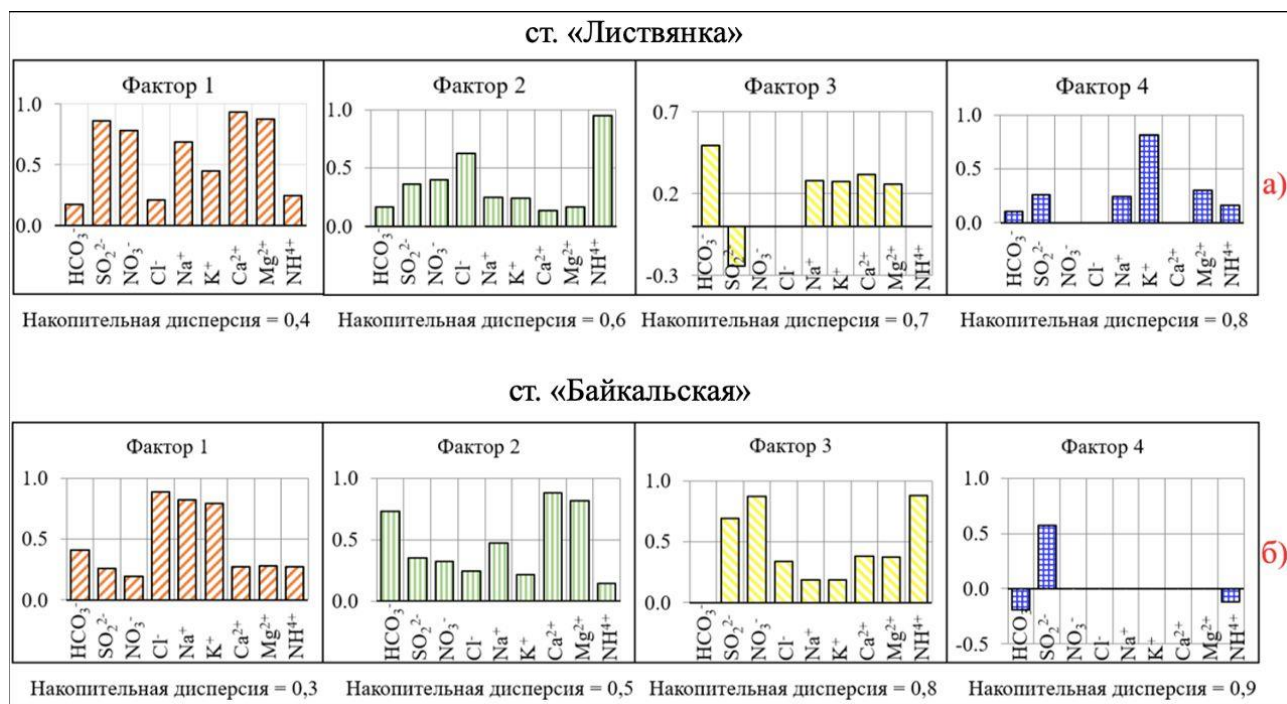 ст. «Листвянка»
Фактор 1
1.0
0.5
0.0
HCO₃⁻ SO₂²⁻ NO₃⁻ Cl⁻ Na⁺ K⁺ Ca²⁺ Mg²⁺ NH⁴⁺
Накопительная дисперсия = 0,4
Фактор 2
1.0
0.5
0.0
HCO₃⁻ SO₂²⁻ NO₃⁻ Cl⁻ Na⁺ K⁺ Ca²⁺ Mg²⁺ NH⁴⁺
Накопительная дисперсия = 0,6
Фактор 3
0.7
0.2
-0.3
HCO₃⁻ SO₂²⁻ NO₃⁻ Cl⁻ Na⁺ K⁺ Ca²⁺ Mg²⁺ NH⁴⁺
Накопительная дисперсия = 0,7
Фактор 4
1.0
0.5
0.0
HCO₃⁻ SO₂²⁻ NO₃⁻ Cl⁻ Na⁺ K⁺ Ca²⁺ Mg²⁺ NH⁴⁺
Накопительная дисперсия = 0,8
а)
ст. «Байкальская»
Фактор 1
1.0
0.5
0.0
HCO₃⁻ SO₂²⁻ NO₃⁻ Cl⁻ Na⁺ K⁺ Ca²⁺ Mg²⁺ NH⁴⁺
Накопительная дисперсия = 0,3
Фактор 2
1.0
0.5
0.0
HCO₃⁻ SO₂²⁻ NO₃⁻ Cl⁻ Na⁺ K⁺ Ca²⁺ Mg²⁺ NH⁴⁺
Накопительная дисперсия = 0,5
Фактор 3
1.0
0.5
0.0
HCO₃⁻ SO₂²⁻ NO₃⁻ Cl⁻ Na⁺ K⁺ Ca²⁺ Mg²⁺ NH⁴⁺
Накопительная дисперсия = 0,8
Фактор 4
1.0
0.5
0.0
-0.5
HCO₃⁻ SO₂²⁻ NO₃⁻ Cl⁻ Na⁺ K⁺ Ca²⁺ Mg²⁺ NH⁴⁺
Накопительная дисперсия = 0,9
б)